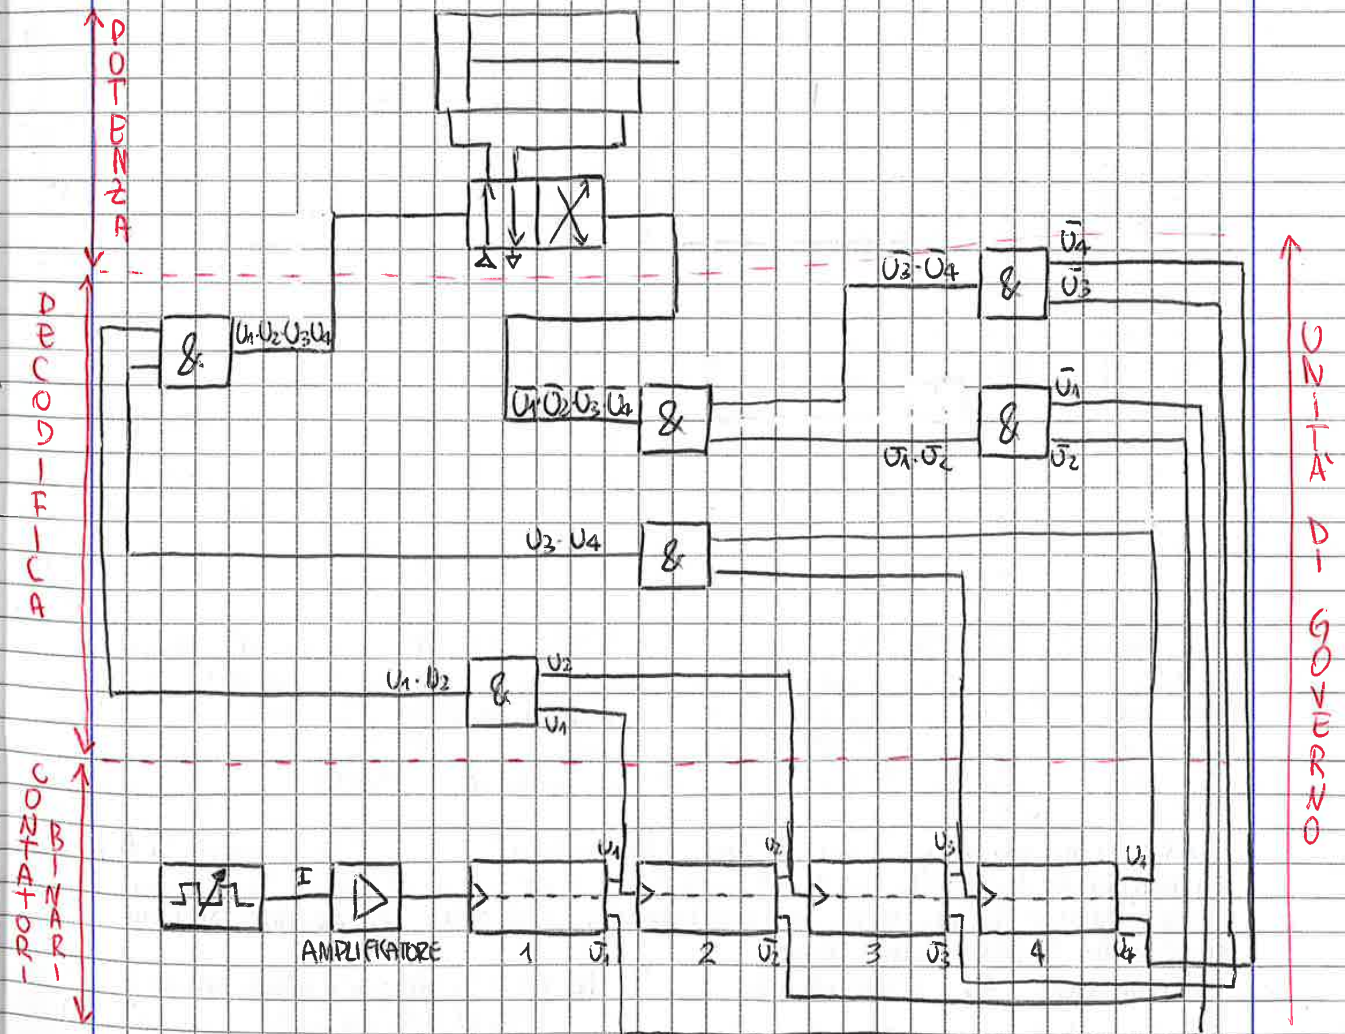 POTENZA
DECODIFICA
CONTATORI
BINARI
UNITÀ DI GOVERNO
&
U1·U2·U3U4
Ū3·Ū4
&
Ū4
Ū3
Ū1·Ū2·Ū3·Ū4
&
Ū1·Ū2
&
Ū1
Ū2
U3·U4
&
U1·U2
&
U2
U1
I
AMPLIFICATORE
U1
1
Ū1
U2
2
Ū2
U3
3
Ū3
U4
4
Ū4